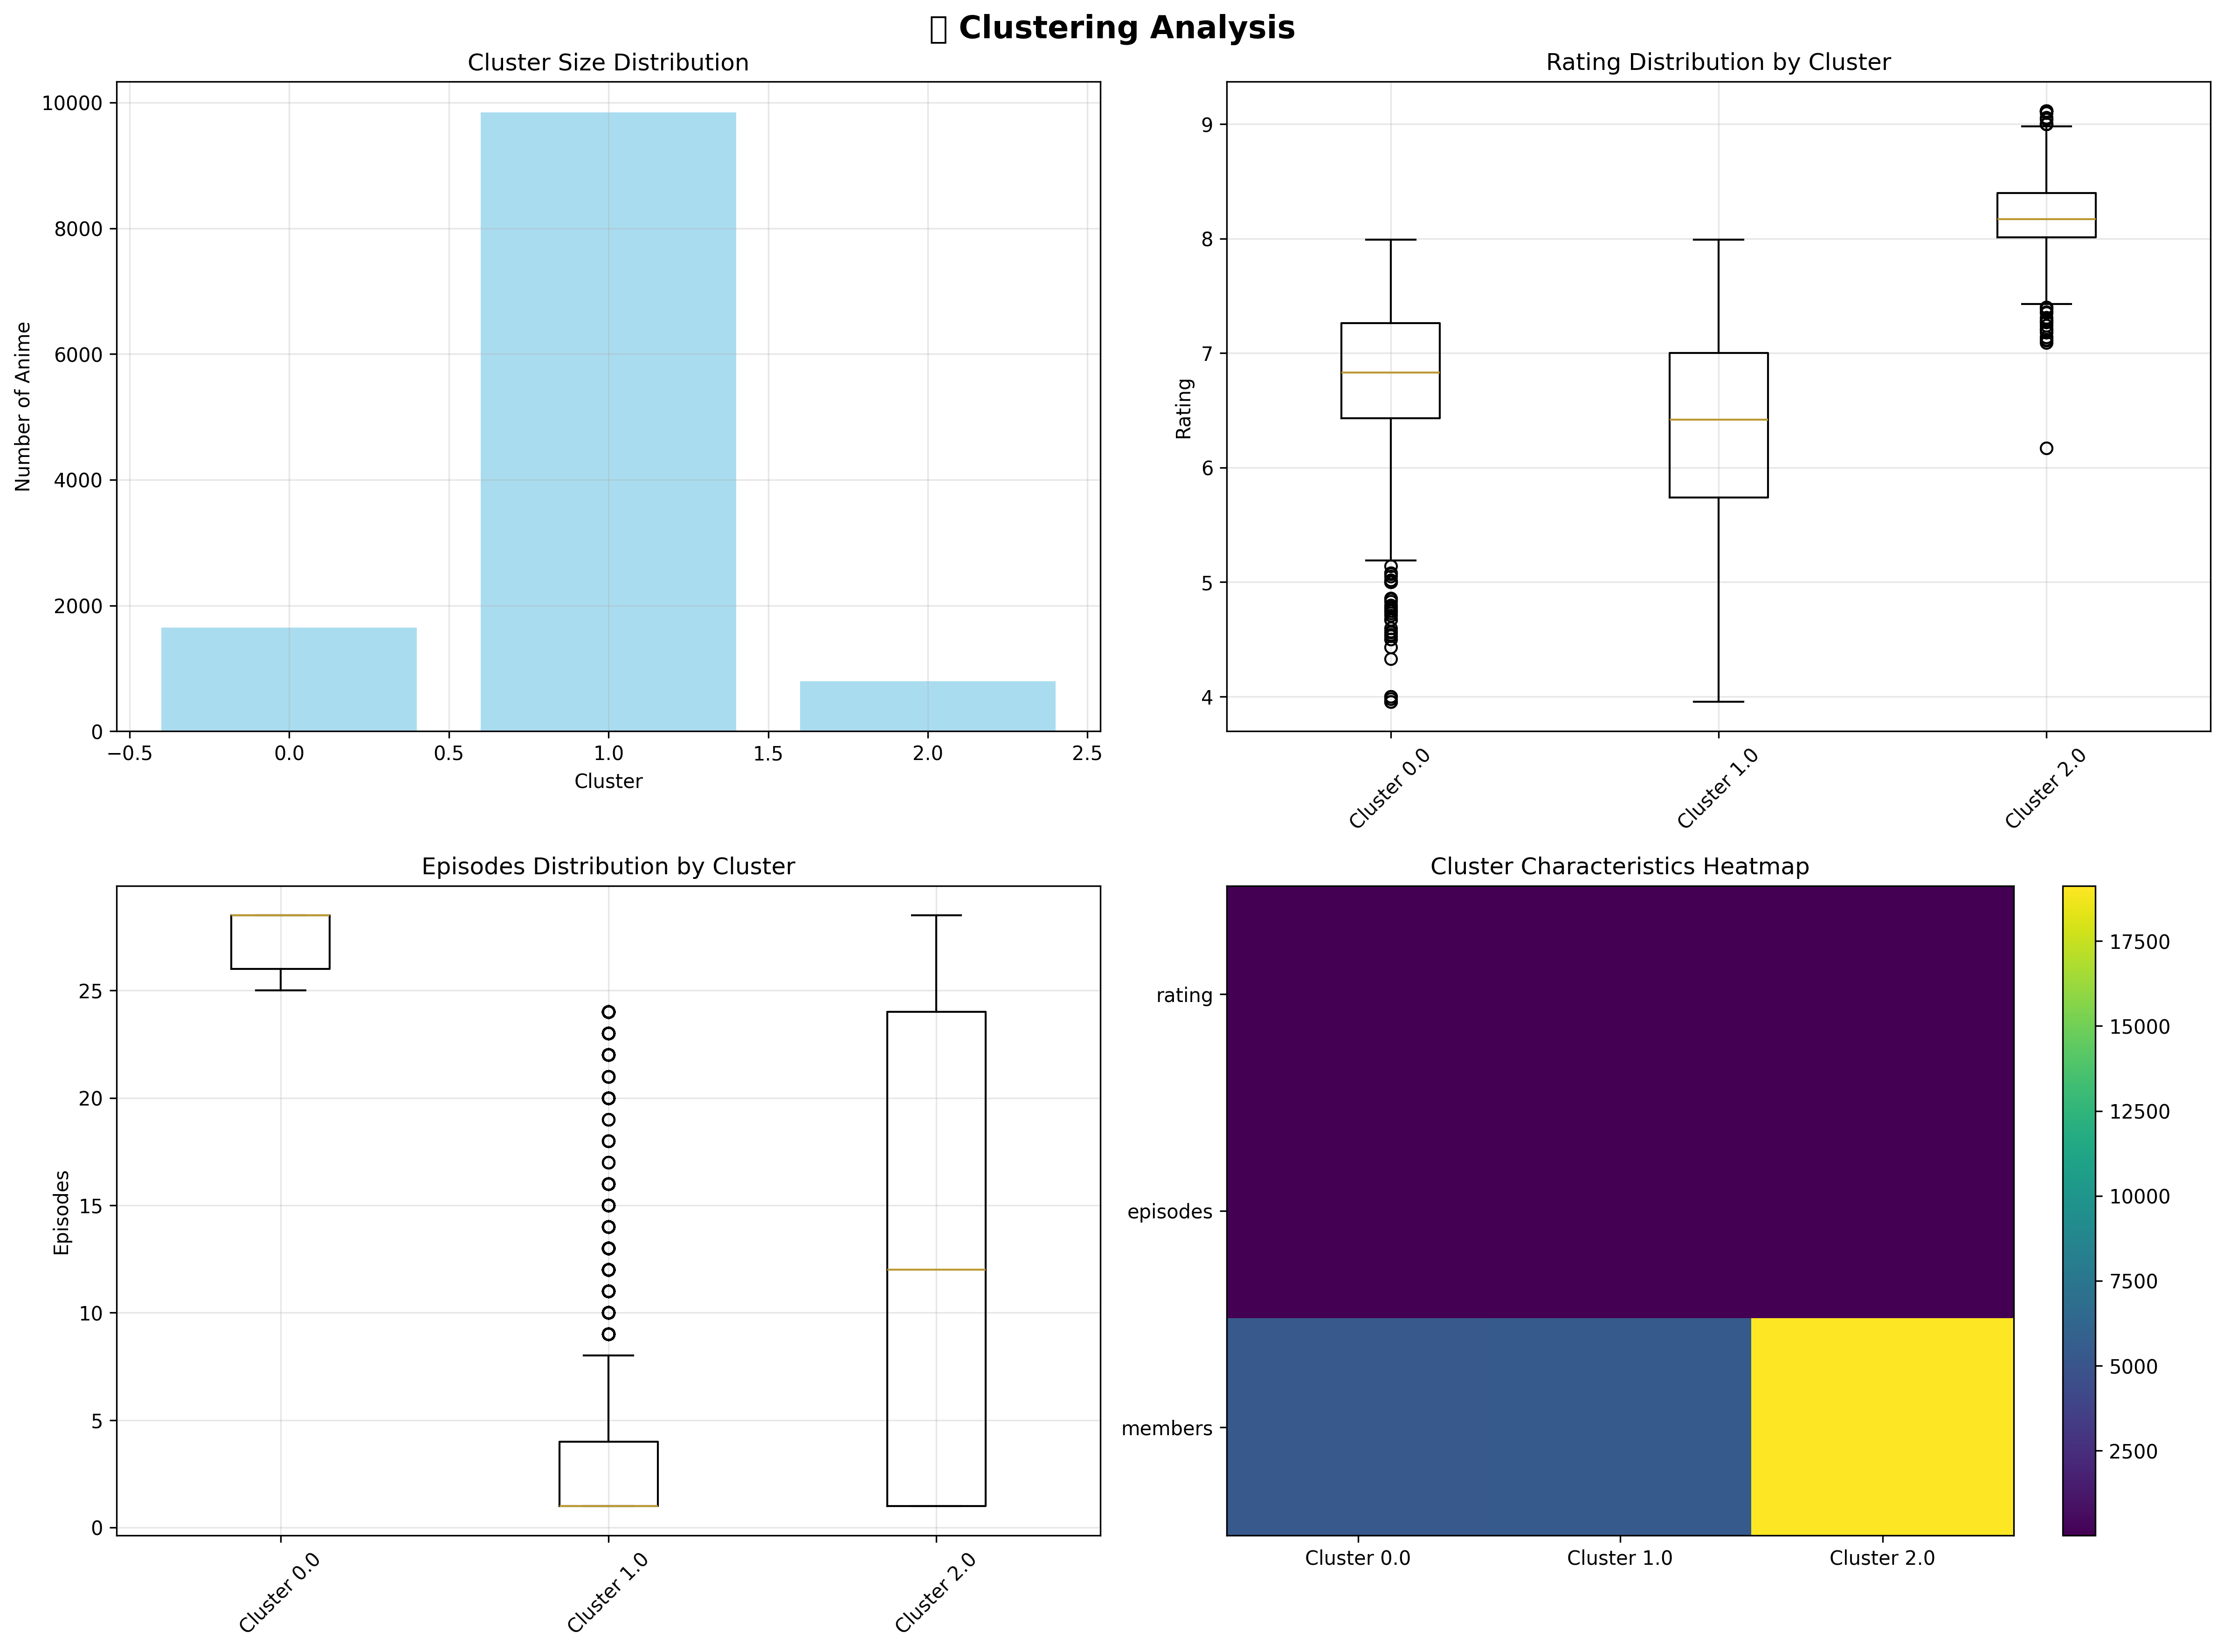 Clustering Analysis
Cluster Size Distribution
10000
8000
6000
4000
2000
0
Number of Anime
−0.5
0.0
0.5
1.0
1.5
2.0
2.5
Cluster
Rating Distribution by Cluster
9
8
7
6
5
4
Rating
Cluster 0.0
Cluster 1.0
Cluster 2.0
Episodes Distribution by Cluster
25
20
15
10
5
0
Episodes
Cluster 0.0
Cluster 1.0
Cluster 2.0
Cluster Characteristics Heatmap
rating
episodes
members
Cluster 0.0
Cluster 1.0
Cluster 2.0
17500
15000
12500
10000
7500
5000
2500